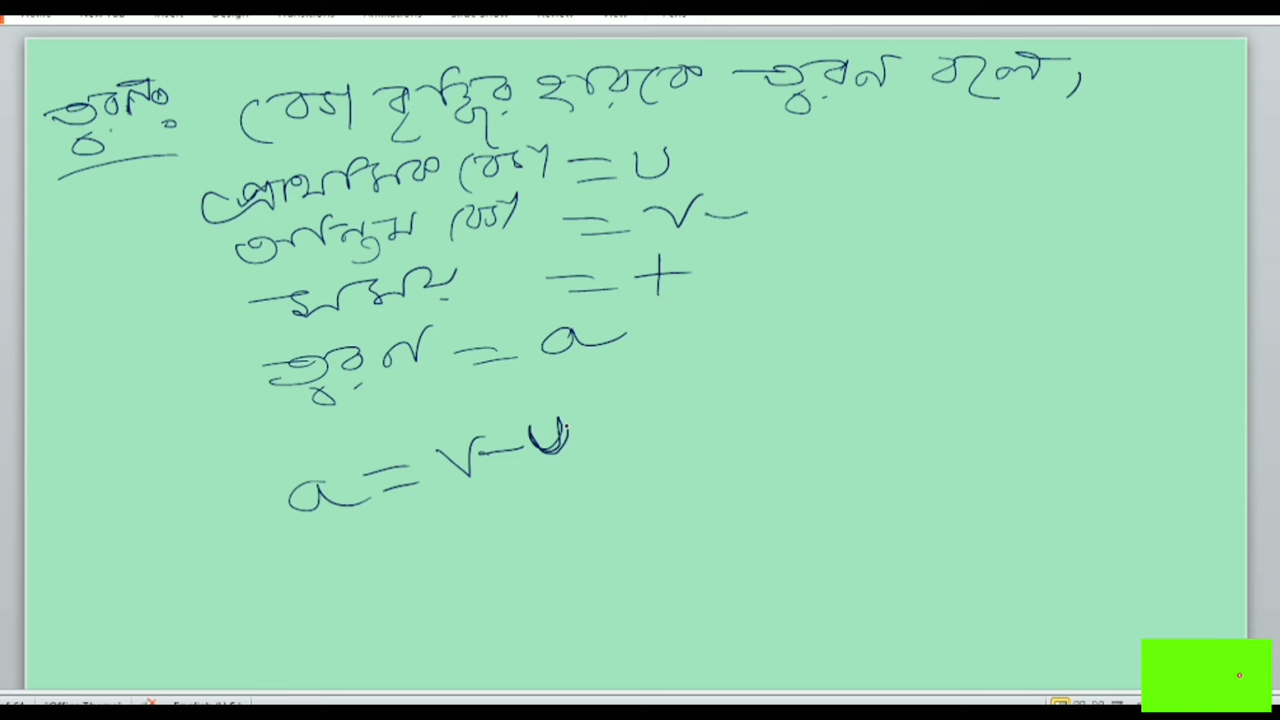 ত্বরণঃ বেগ বৃদ্ধির হারকে ত্বরণ বলে,
প্রাথমিক বেগ = u
অন্তিম বেগ = v
সময় = t
ত্বরণ = a
a = v - u